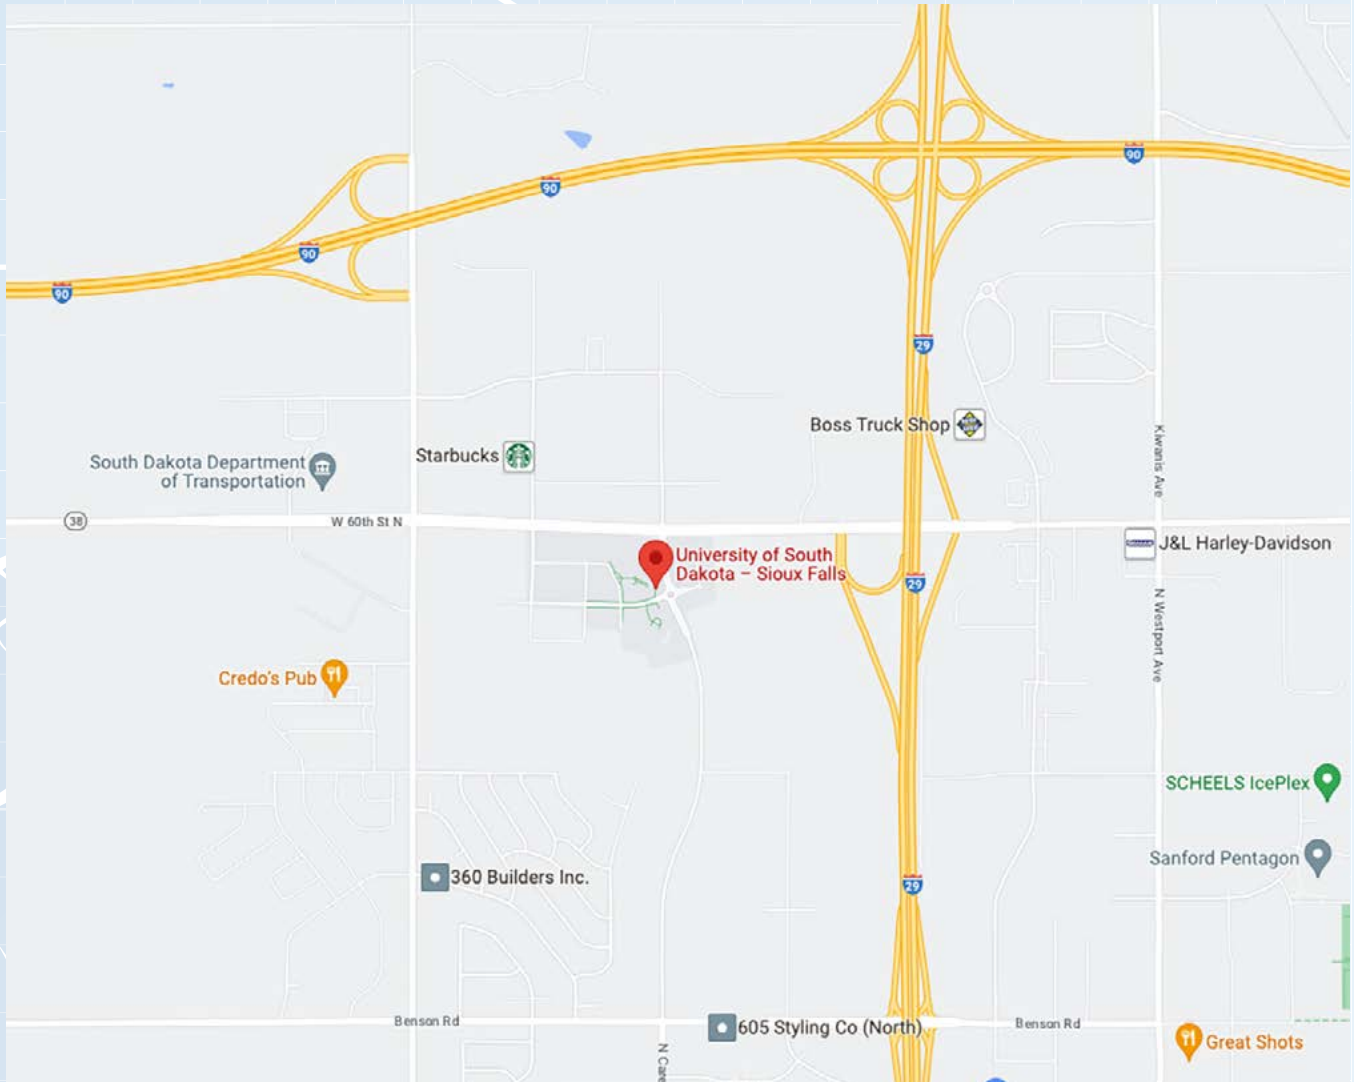 90
90
90
90
29
Boss Truck Shop
Kiwanis Ave
Starbucks
South Dakota Department
of Transportation
38
W 60th St N
J&L Harley-Davidson
University of South
Dakota – Sioux Falls
29
N Westport Ave
Credo's Pub
SCHEELS IcePlex
Sanford Pentagon
360 Builders Inc.
29
Benson Rd
605 Styling Co (North)
Benson Rd
Great Shots